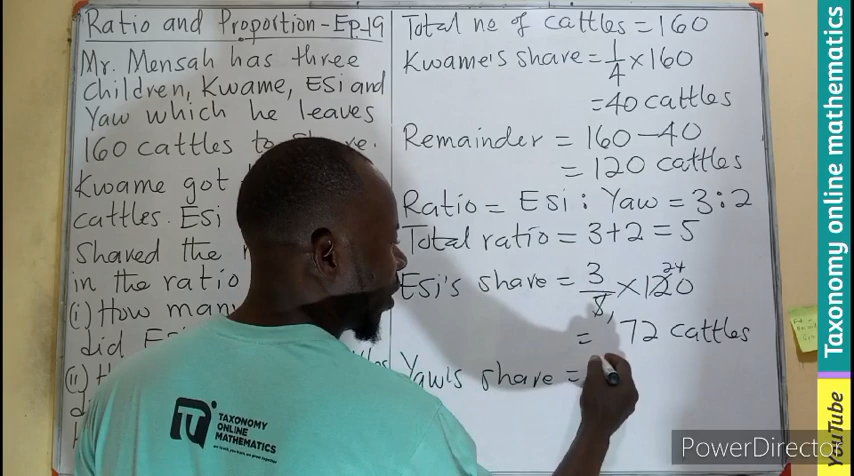 Ratio and Proportion - Ep.19
Mr. Mensah has three
children, Kwame, Esi and
Yaw which he leaves
160 cattles to
Kwame got
cattles. Esi
shared the
in the ratio
(i) How many
did
(ii)
Total no of cattles = 160
Kwame's share = 1/4 × 160
= 40 cattles
Remainder = 160 - 40
= 120 cattles
Ratio = Esi : Yaw = 3 : 2
Total ratio = 3 + 2 = 5
Esi's share = 3/5 × 120 24
= 72 cattles
Yaw's share =
TU
TAXONOMY
ONLINE
MATHEMATICS
PowerDirector
Taxonomy online mathematics
YouTube